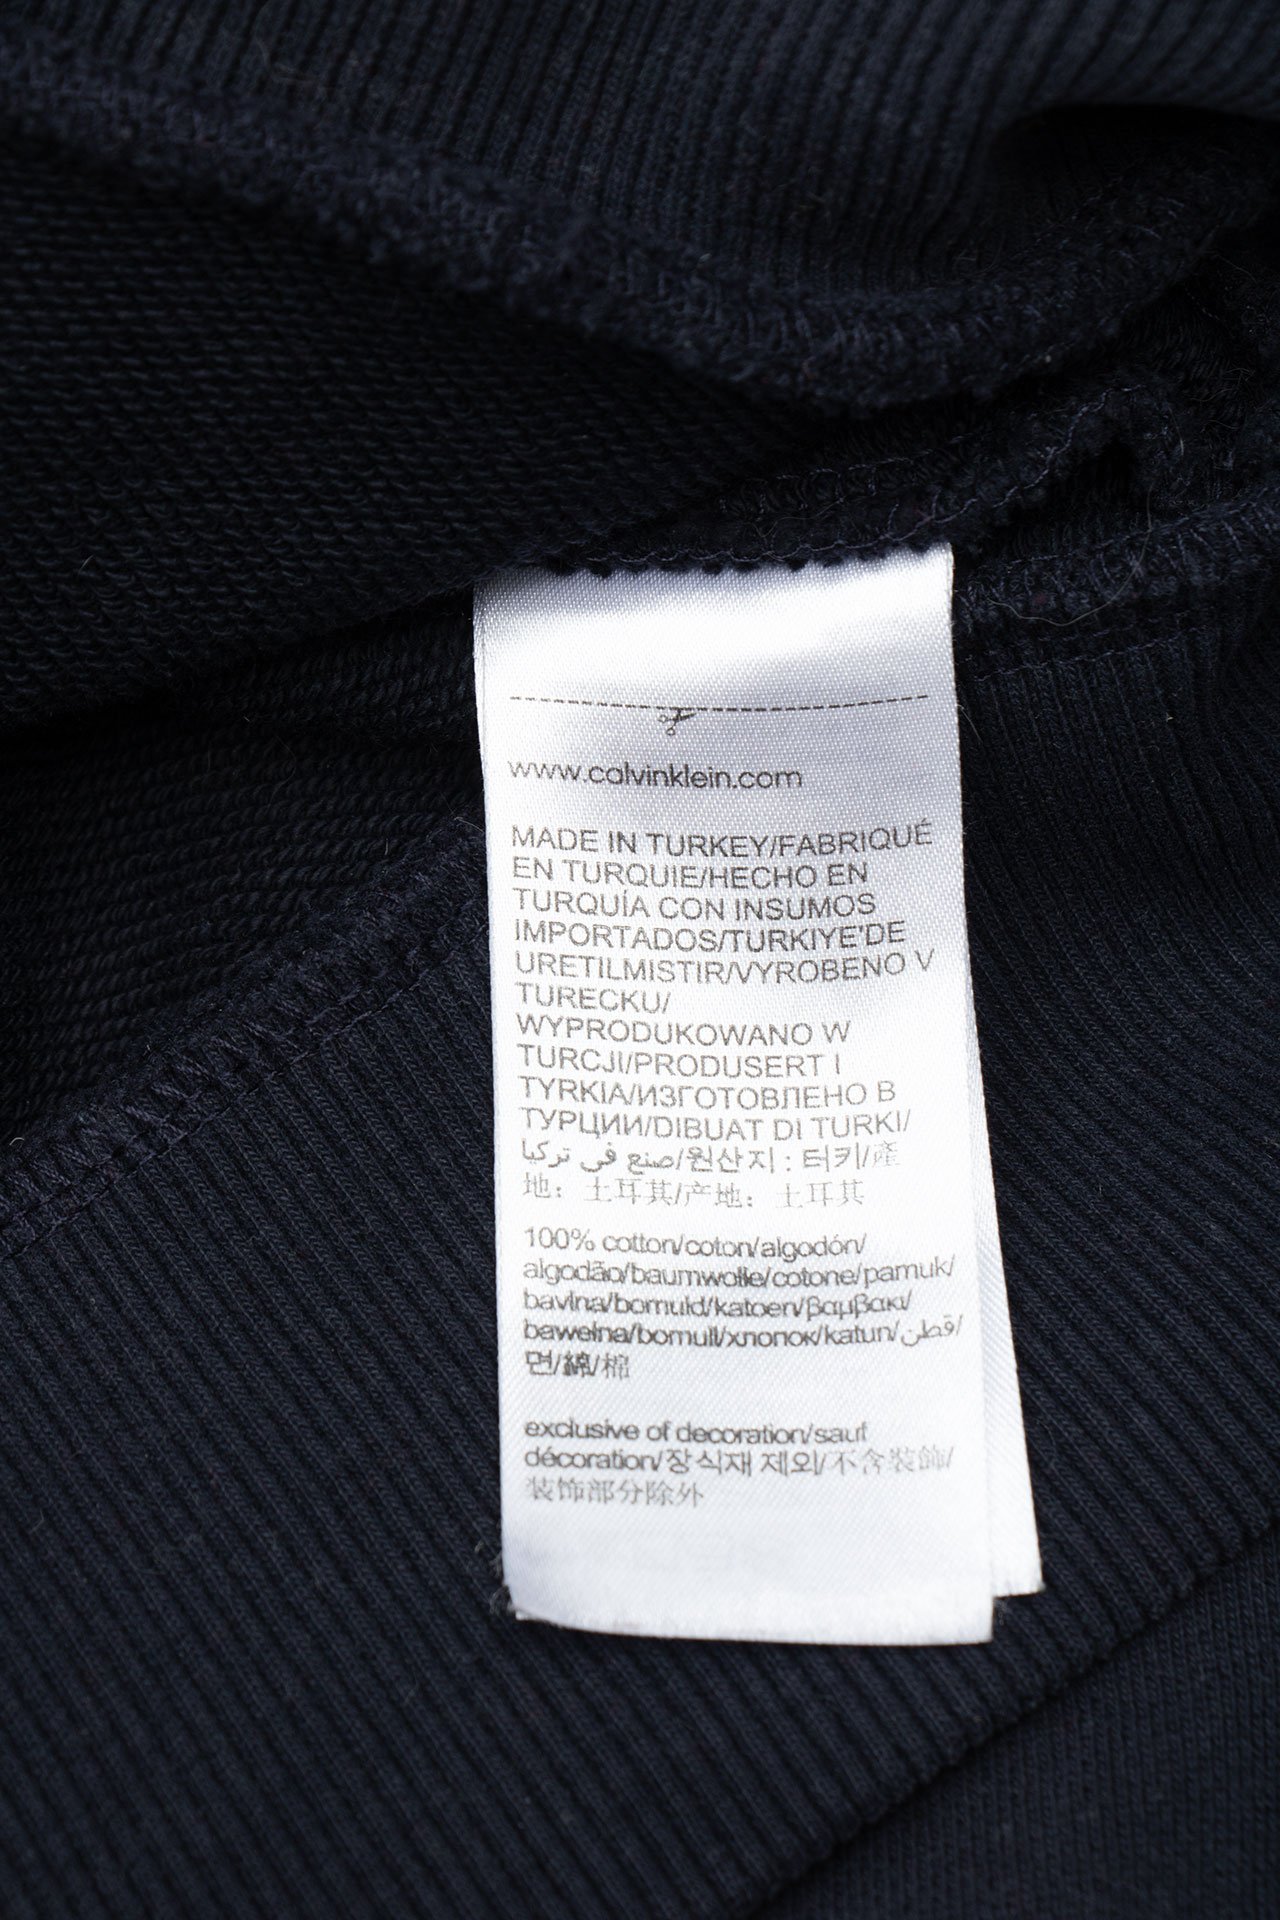 www.calvinklein.com
MADE IN TURKEY/FABRIQUÉ
EN TURQUIE/HECHO EN
TURQUÍA CON INSUMOS
IMPORTADOS/TURKIYE'DE
URETILMISTIR/VYROBENO V
TURECKU/
WYPRODUKOWANO W
TURCJI/PRODUSERT I
TYRKIA/ИЗГОТОВЛЕНО В
ТУРЦИИ/DIBUAT DI TURKI/
صنع في تركيا/원산지 : 터키/產
地：土耳其/产地：土耳其
100% cotton/coton/algodón/
algodão/baumwolle/cotone/pamuk/
bavlna/bomuld/katoen/βαμβακι/
bawełna/bomull/хлопок/katun/قطن/
면/綿/棉
exclusive of decoration/sauf
décoration/장식재 제외/不含裝飾/
装饰部分除外